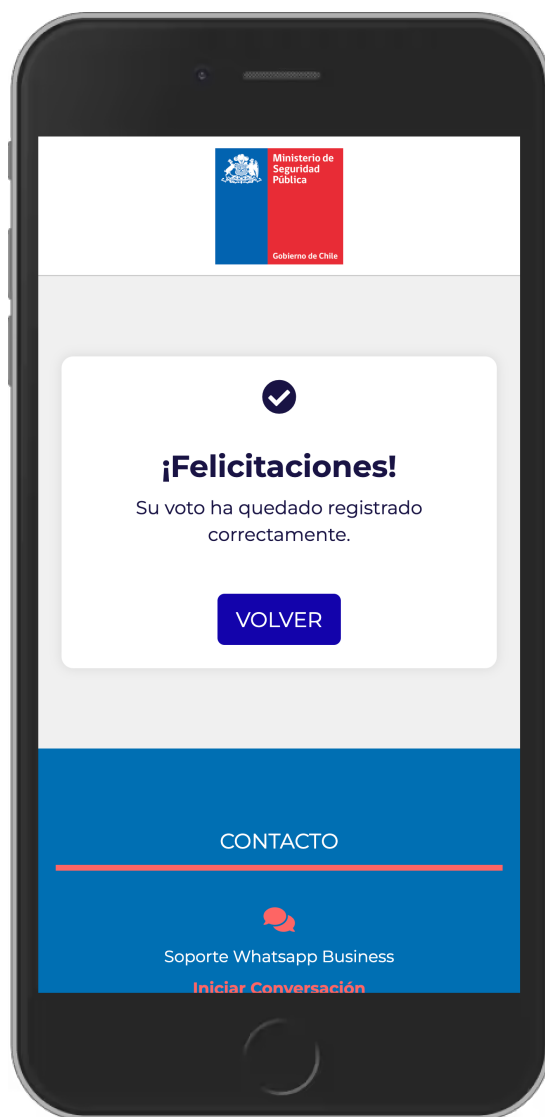 Ministerio de
Seguridad
Pública
Gobierno de Chile
¡Felicitaciones!
Su voto ha quedado registrado
correctamente.
VOLVER
CONTACTO
Soporte Whatsapp Business
Iniciar Conversación